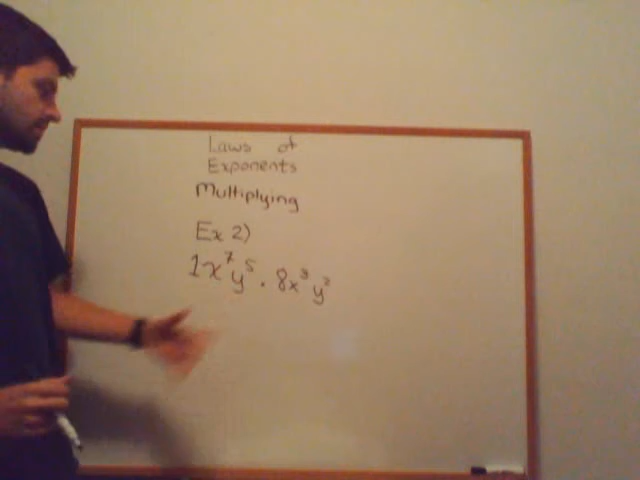 Laws of
Exponents
Multiplying
Ex 2)
1x⁷y⁵ · 8x³y²